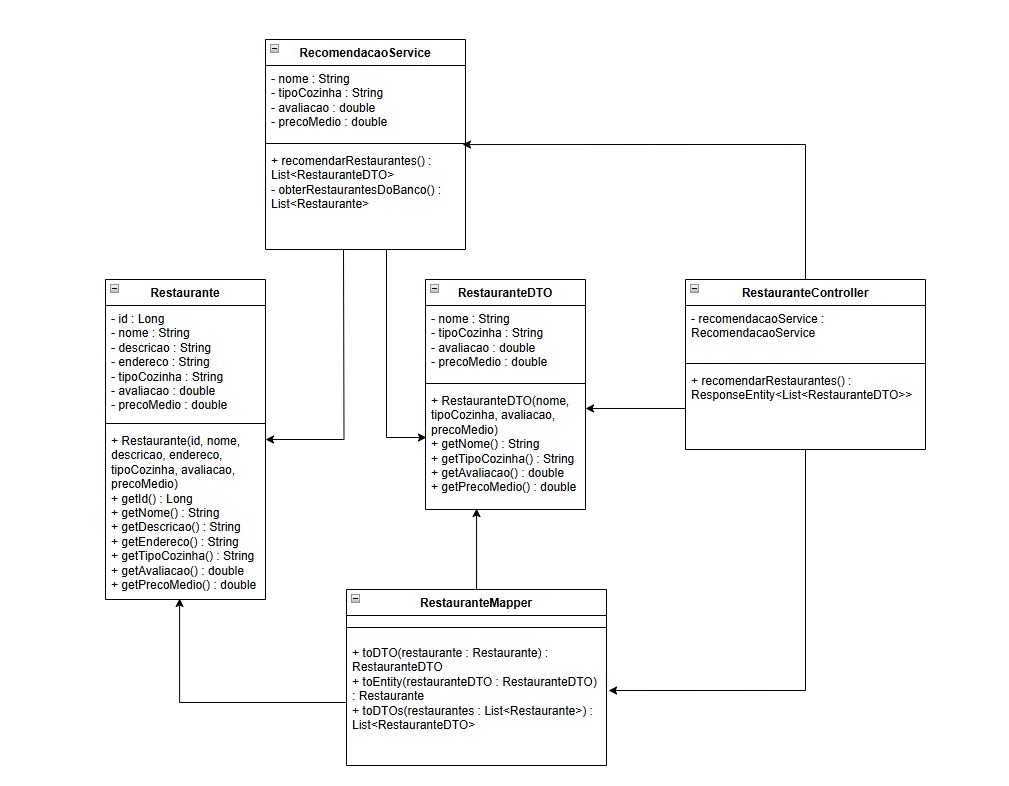 RecomendacaoService
- nome : String
- tipoCozinha : String
- avaliacao : double
- precoMedio : double
+ recomendarRestaurantes() :
List<RestauranteDTO>
- obterRestaurantesDoBanco() :
List<Restaurante>
Restaurante
- id : Long
- nome : String
- descricao : String
- endereco : String
- tipoCozinha : String
- avaliacao : double
- precoMedio : double
+ Restaurante(id, nome,
descricao, endereco,
tipoCozinha, avaliacao,
precoMedio)
+ getId() : Long
+ getNome() : String
+ getDescricao() : String
+ getEndereco() : String
+ getTipoCozinha() : String
+ getAvaliacao() : double
+ getPrecoMedio() : double
RestauranteDTO
- nome : String
- tipoCozinha : String
- avaliacao : double
- precoMedio : double
+ RestauranteDTO(nome,
tipoCozinha, avaliacao,
precoMedio)
+ getNome() : String
+ getTipoCozinha() : String
+ getAvaliacao() : double
+ getPrecoMedio() : double
RestauranteController
- recomendacaoService :
RecomendacaoService
+ recomendarRestaurantes() :
ResponseEntity<List<RestauranteDTO>>
RestauranteMapper
+ toDTO(restaurante : Restaurante) :
RestauranteDTO
+ toEntity(restauranteDTO : RestauranteDTO)
: Restaurante
+ toDTOs(restaurantes : List<Restaurante>) :
List<RestauranteDTO>